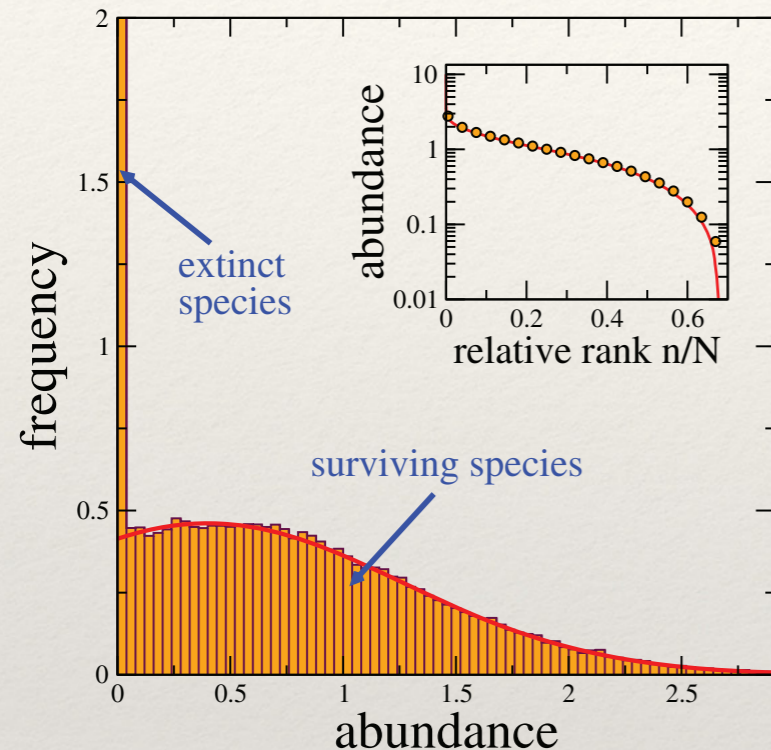 2
1.5
1
0.5
0
frequency
extinct
species
surviving species
0 0.5 1 1.5 2 2.5
abundance
10
1
0.1
0.01
abundance
0 0.2 0.4 0.6
relative rank n/N